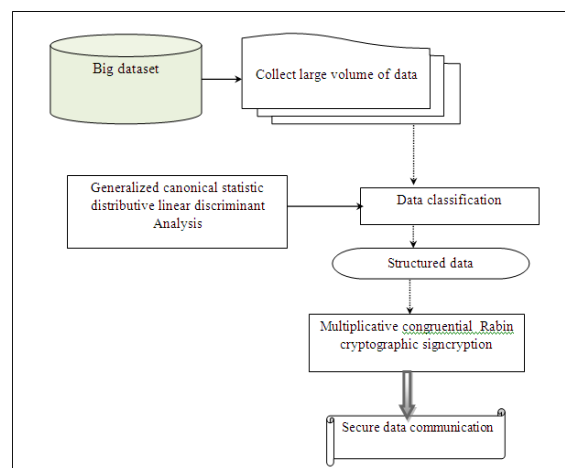 Big dataset
Collect large volume of data
Generalized canonical statistic
distributive linear discriminant
Analysis
Data classification
Structured data
Multiplicative congruential Rabin
cryptographic signcryption
Secure data communication